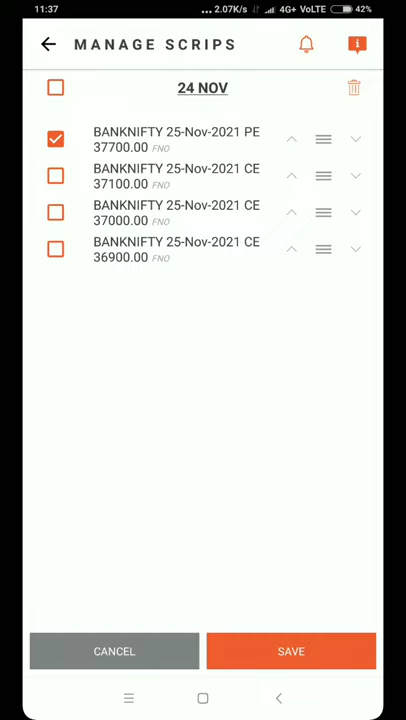 11:37 ... 2.07K/s 4G+ VoLTE 42%
MANAGE SCRIPS
24 NOV
BANKNIFTY 25-Nov-2021 PE
37700.00 FNO
BANKNIFTY 25-Nov-2021 CE
37100.00 FNO
BANKNIFTY 25-Nov-2021 CE
37000.00 FNO
BANKNIFTY 25-Nov-2021 CE
36900.00 FNO
CANCEL SAVE